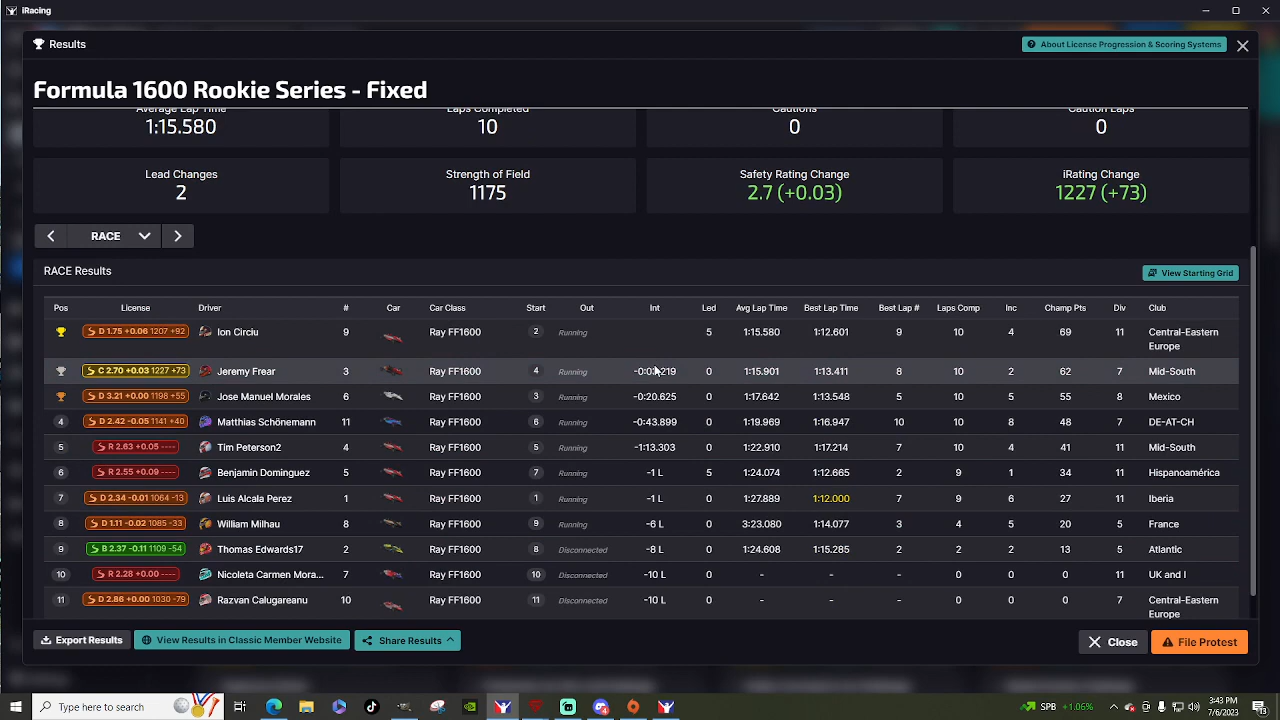 iRacing
Results
About License Progression & Scoring Systems
Formula 1600 Rookie Series - Fixed
Average Lap Time Laps Completed Cautions Caution Laps
1:15.580 10 0 0
Lead Changes Strength of Field Safety Rating Change iRating Change
2 1175 2.7 (+0.03) 1227 (+73)
RACE
RACE Results
View Starting Grid
Pos License Driver # Car Car Class Start Out Int Led Avg Lap Time Best Lap Time Best Lap # Laps Comp Inc Champ Pts Div Club
D 1.75 +0.06 1207 +92 Ion Circiu 9 Ray FF1600 2 Running 5 1:15.580 1:12.601 9 10 4 69 11 Central-Eastern
Europe
C 2.70 +0.03 1227 +73 Jeremy Frear 3 Ray FF1600 4 Running 0 1:15.901 1:13.411 8 10 2 62 7 Mid-South
D 3.21 +0.00 1198 +55 Jose Manuel Morales 6 Ray FF1600 3 Running -0:20.625 0 1:17.642 1:13.548 5 10 0 55 8 Mexico
4 D 2.42 -0.05 1141 +40 Matthias Schönemann 11 Ray FF1600 6 Running -0:43.899 0 1:19.969 1:16.947 10 10 8 48 7 DE-AT-CH
5 R 2.63 +0.05 ---- Tim Peterson2 4 Ray FF1600 5 Running -1:13.303 0 1:22.910 1:17.214 7 10 4 41 11 Mid-South
6 R 2.55 +0.09 ---- Benjamin Dominguez 5 Ray FF1600 7 Running -1 L 5 1:24.074 1:12.665 2 9 1 34 11 Hispanoamérica
7 D 2.34 -0.01 1064 -13 Luis Alcala Perez 1 Ray FF1600 1 Running -1 L 0 1:27.889 1:12.000 7 9 6 27 11 Iberia
8 D 1.11 -0.02 1085 -33 William Milhau 8 Ray FF1600 9 Running -6 L 0 3:23.080 1:14.077 3 4 5 20 5 France
9 B 2.37 -0.11 1109 -54 Thomas Edwards17 2 Ray FF1600 8 Disconnected -8 L 0 1:24.608 1:15.285 2 2 2 13 5 Atlantic
10 R 2.28 +0.00 ---- Nicoleta Carmen Mora... 7 Ray FF1600 10 Disconnected -10 L 0 - - - 0 0 0 11 UK and I
11 D 2.86 +0.00 1030 -79 Razvan Calugareanu 10 Ray FF1600 11 Disconnected -10 L 0 - - - 0 0 0 7 Central-Eastern
Europe
Export Results View Results in Classic Member Website Share Results Close File Protest
Type here to search
SPB +1.06%
3:43 PM
7/6/2023